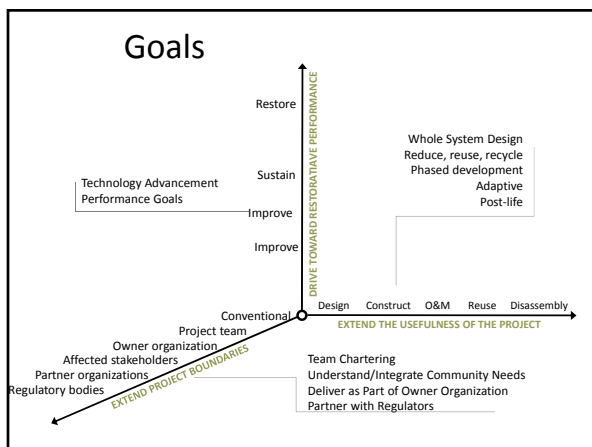 Goals
Restore
DRIVE TOWARD RESTORATIAVE PERFORMANCE
Whole System Design
Reduce, reuse, recycle
Phased development
Adaptive
Post-life
Technology Advancement
Performance Goals
Sustain
Improve
Improve
Conventional
Design Construct O&M Reuse Disassembly
EXTEND THE USEFULNESS OF THE PROJECT
Project team
Owner organization
Affected stakeholders
Partner organizations
Regulatory bodies
EXTEND PROJECT BOUNDARIES
Team Chartering
Understand/Integrate Community Needs
Deliver as Part of Owner Organization
Partner with Regulators